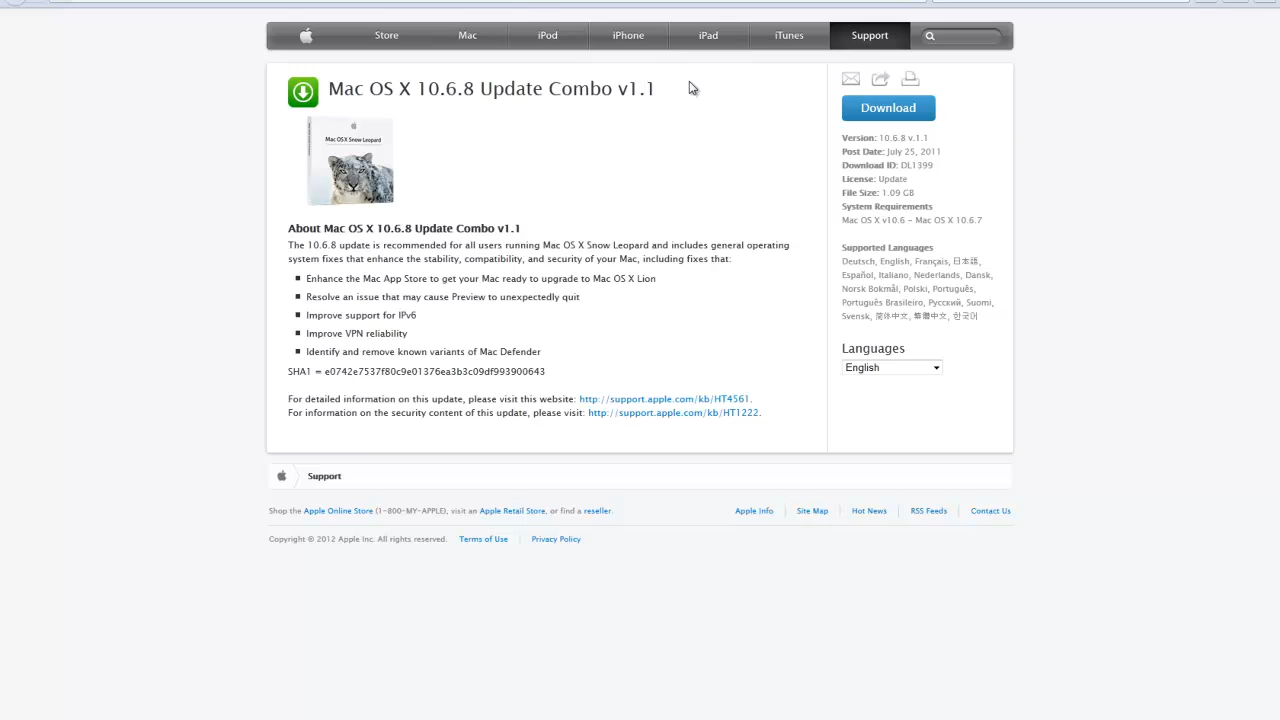 Store Mac iPod iPhone iPad iTunes Support
Mac OS X 10.6.8 Update Combo v1.1
Mac OS X Snow Leopard
About Mac OS X 10.6.8 Update Combo v1.1
The 10.6.8 update is recommended for all users running Mac OS X Snow Leopard and includes general operating
system fixes that enhance the stability, compatibility, and security of your Mac, including fixes that:
Enhance the Mac App Store to get your Mac ready to upgrade to Mac OS X Lion
Resolve an issue that may cause Preview to unexpectedly quit
Improve support for IPv6
Improve VPN reliability
Identify and remove known variants of Mac Defender
SHA1 = e0742e7537f80c9e01376ea3b3c09df993900643
For detailed information on this update, please visit this website: http://support.apple.com/kb/HT4561.
For information on the security content of this update, please visit: http://support.apple.com/kb/HT1222.
Download
Version: 10.6.8 v.1.1
Post Date: July 25, 2011
Download ID: DL1399
License: Update
File Size: 1.09 GB
System Requirements
Mac OS X v10.6 - Mac OS X 10.6.7
Supported Languages
Deutsch, English, Français, 日本語,
Español, Italiano, Nederlands, Dansk,
Norsk Bokmål, Polski, Português,
Português Brasileiro, Pусский, Suomi,
Svensk, 简体中文, 繁體中文, 한국어
Languages
English
Support
Shop the Apple Online Store (1-800-MY-APPLE), visit an Apple Retail Store, or find a reseller.
Apple Info Site Map Hot News RSS Feeds Contact Us
Copyright © 2012 Apple Inc. All rights reserved. Terms of Use Privacy Policy